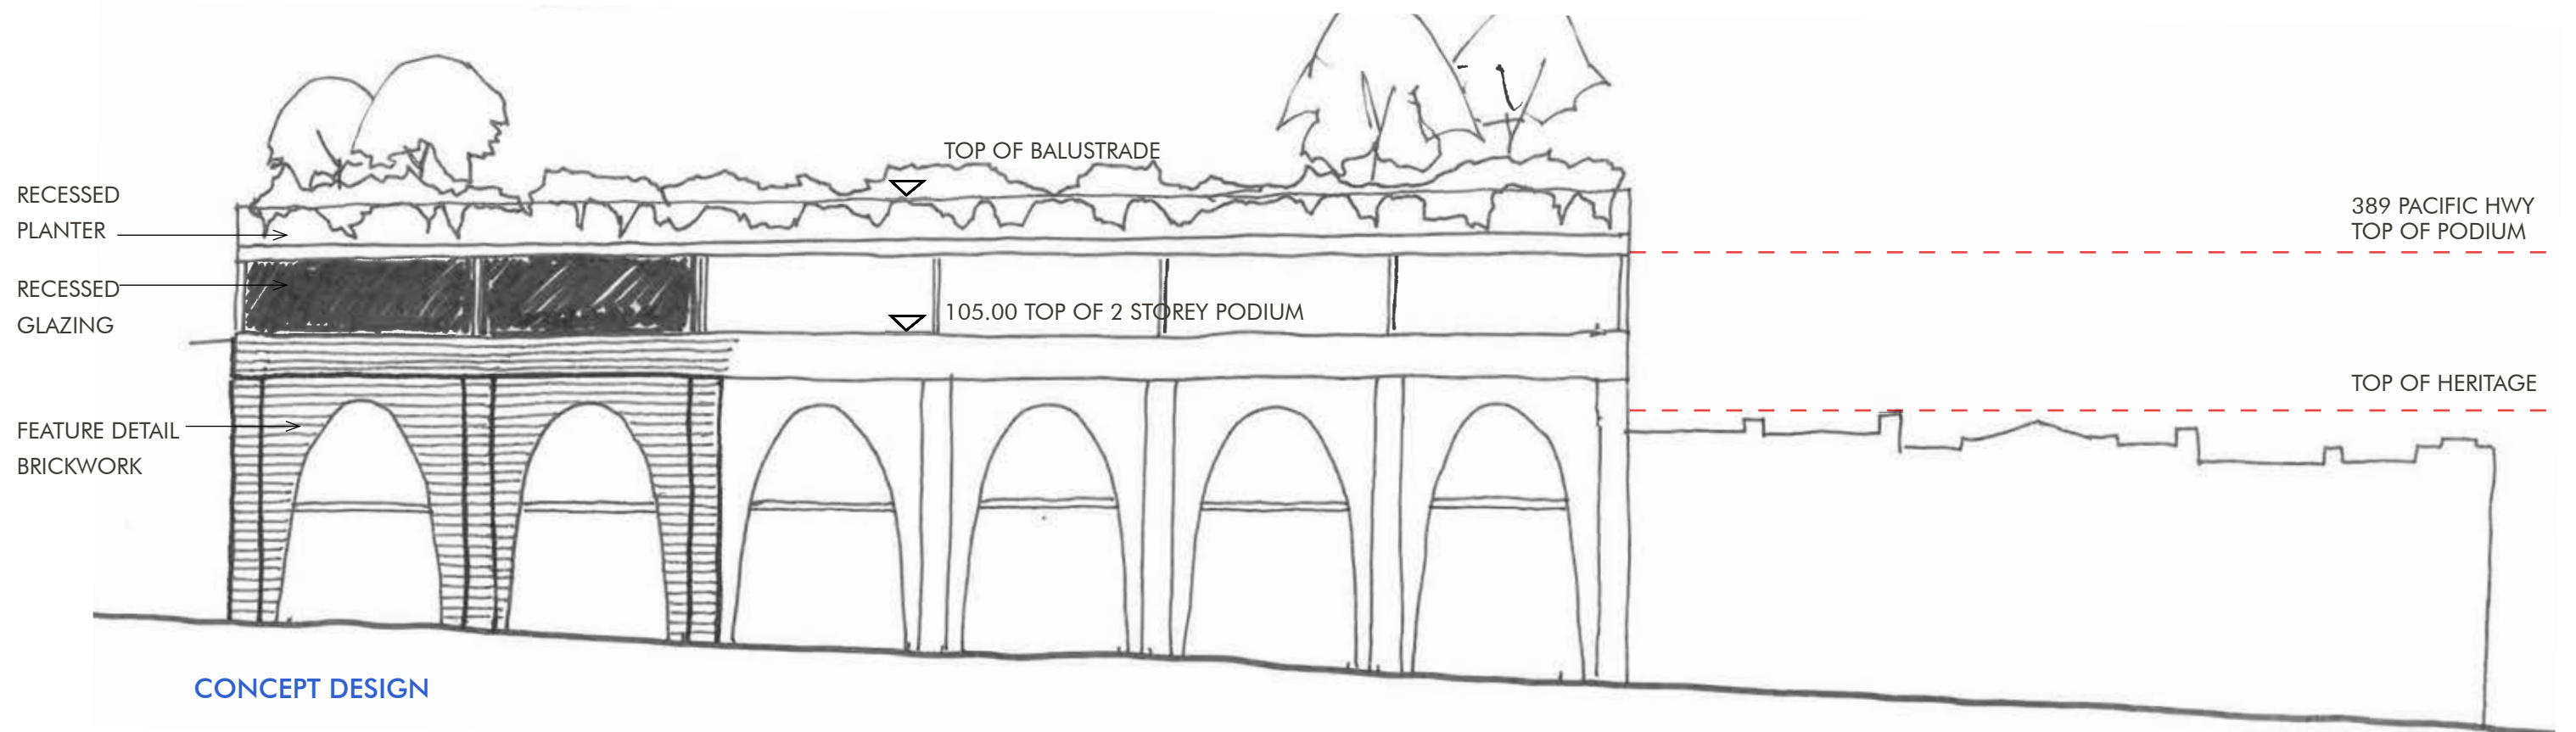 TOP OF BALUSTRADE
RECESSED
PLANTER
389 PACIFIC HWY
TOP OF PODIUM
RECESSED
GLAZING
105.00 TOP OF 2 STOREY PODIUM
TOP OF HERITAGE
FEATURE DETAIL
BRICKWORK
CONCEPT DESIGN